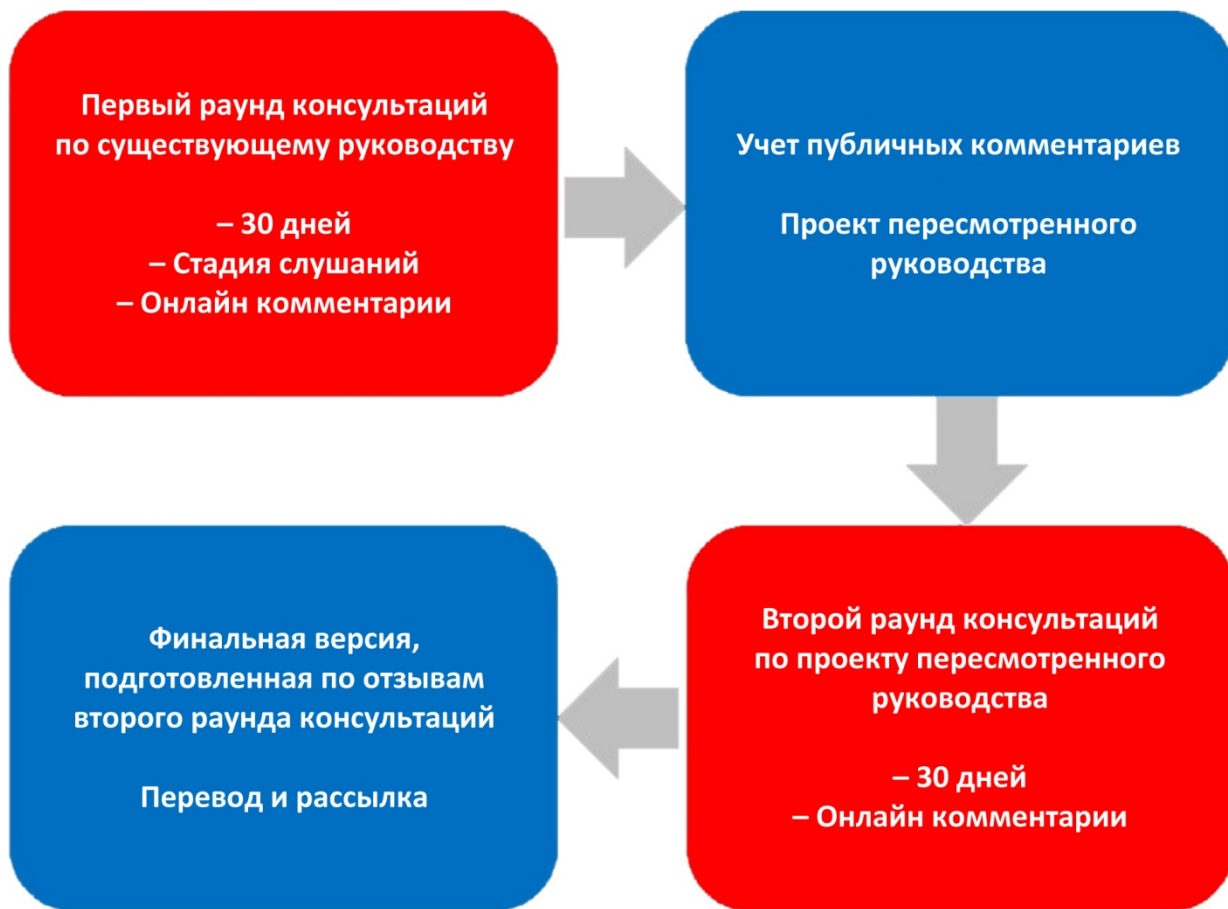 Первый раунд консультаций
по существующему руководству
– 30 дней
– Стадия слушаний
– Онлайн комментарии
Учет публичных комментариев
Проект пересмотренного
руководства
Второй раунд консультаций
по проекту пересмотренного
руководства
– 30 дней
– Онлайн комментарии
Финальная версия,
подготовленная по отзывам
второго раунда консультаций
Перевод и рассылка